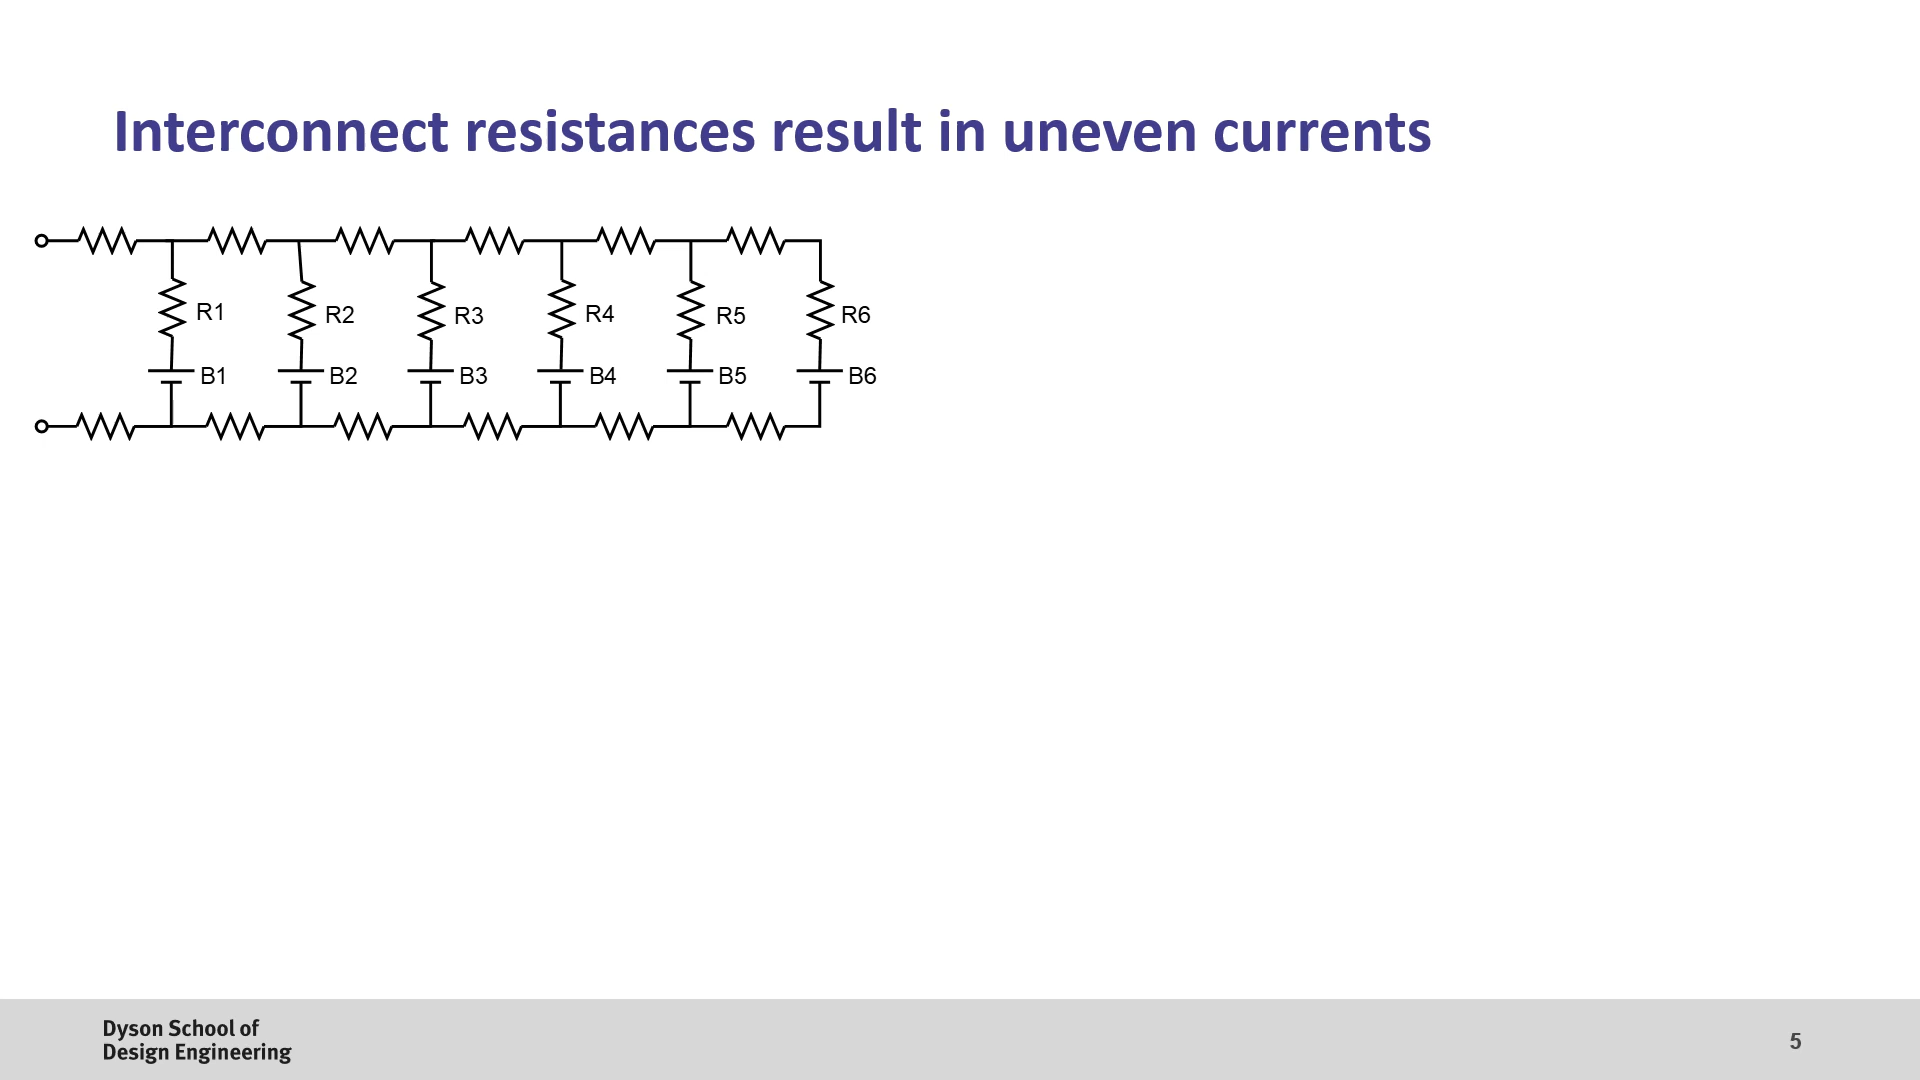 Interconnect resistances result in uneven currents
R1 R2 R3 R4 R5 R6
B1 B2 B3 B4 B5 B6
Dyson School of
Design Engineering
5